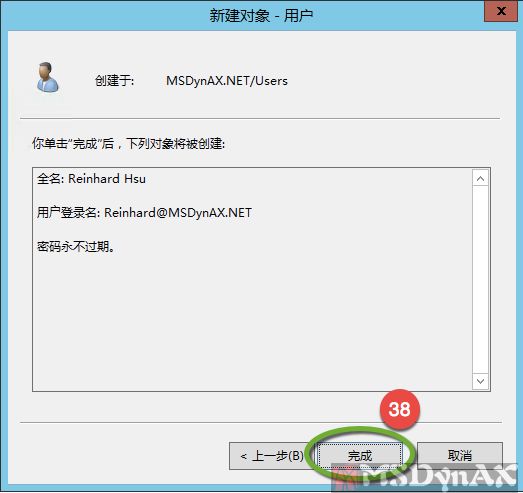 新建对象 - 用户
x
创建于: MSDynAX.NET/Users
你单击“完成”后，下列对象将被创建:
全名: Reinhard Hsu
用户登录名: Reinhard@MSDynAX.NET
密码永不过期。
38
< 上一步(B)
完成
取消
MSDynAX